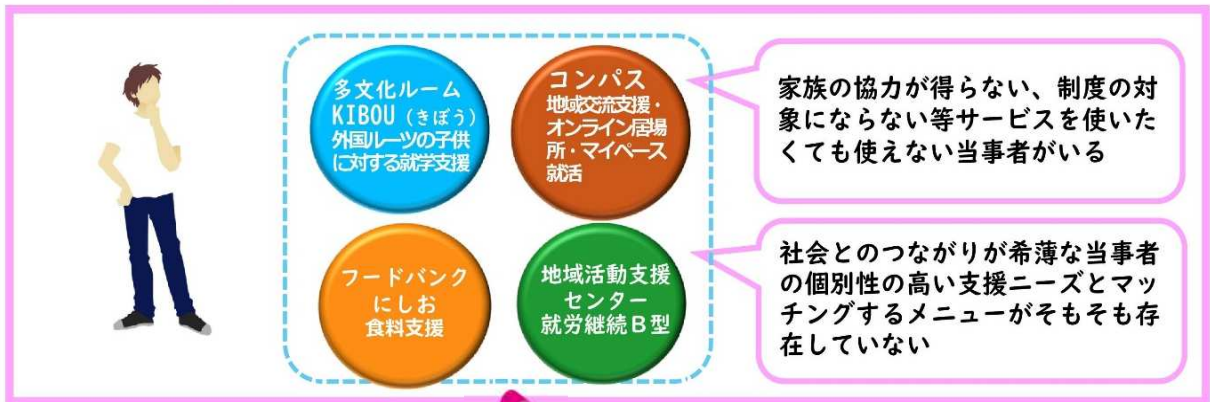 多文化ルーム
KIBOU（きぼう）
外国ルーツの子供
に対する就学支援
コンパス
地域交流支援・
オンライン居場
所・マイペース
就活
フードバンク
にしお
食料支援
地域活動支援
センター
就労継続Ｂ型
家族の協力が得らない、制度の対
象にならない等サービスを使いた
くても使えない当事者がいる
社会とのつながりが希薄な当事者
の個別性の高い支援ニーズとマッ
チングするメニューがそもそも存
在していない